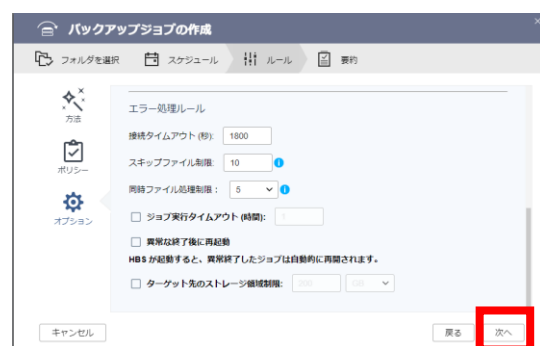 バックアップジョブの作成
フォルダを選択 スケジュール ルール 要約
方法
ポリシー
オプション
エラー処理ルール
接続タイムアウト (秒): 1800
スキップファイル制限: 10
同時ファイル処理制限： 5
ジョブ実行タイムアウト (時間): 1
異常な終了後に再起動
HBS が起動すると、異常終了したジョブは自動的に再開されます。
ターゲット先のストレージ領域制限:
キャンセル 戻る 次へ